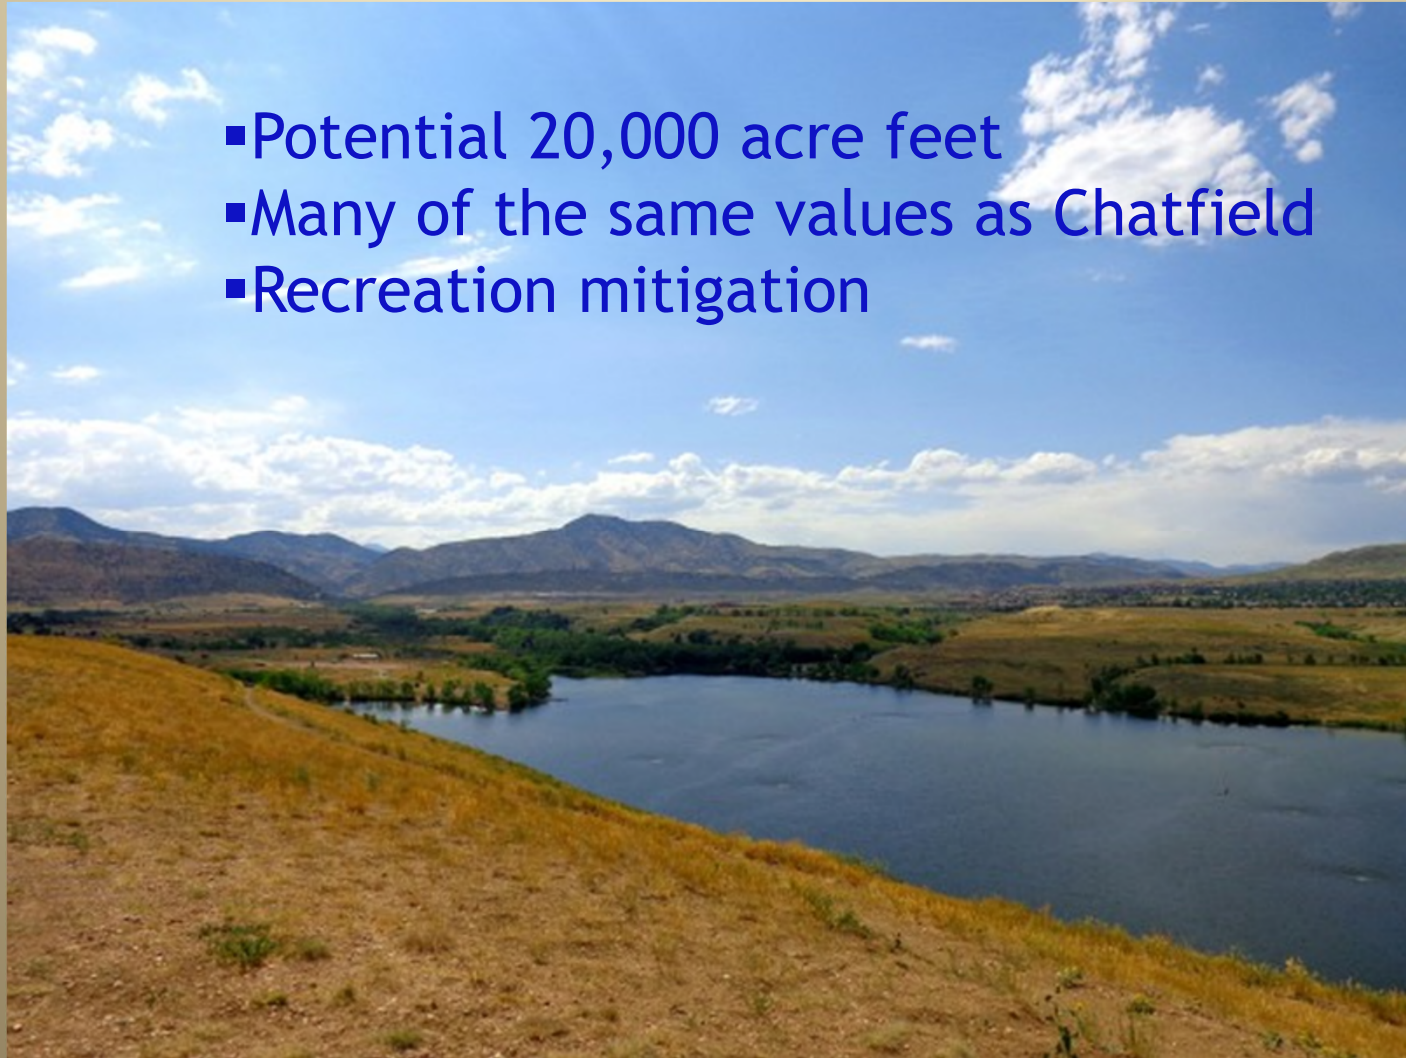 ▪Potential 20,000 acre feet
▪Many of the same values as Chatfield
▪Recreation mitigation